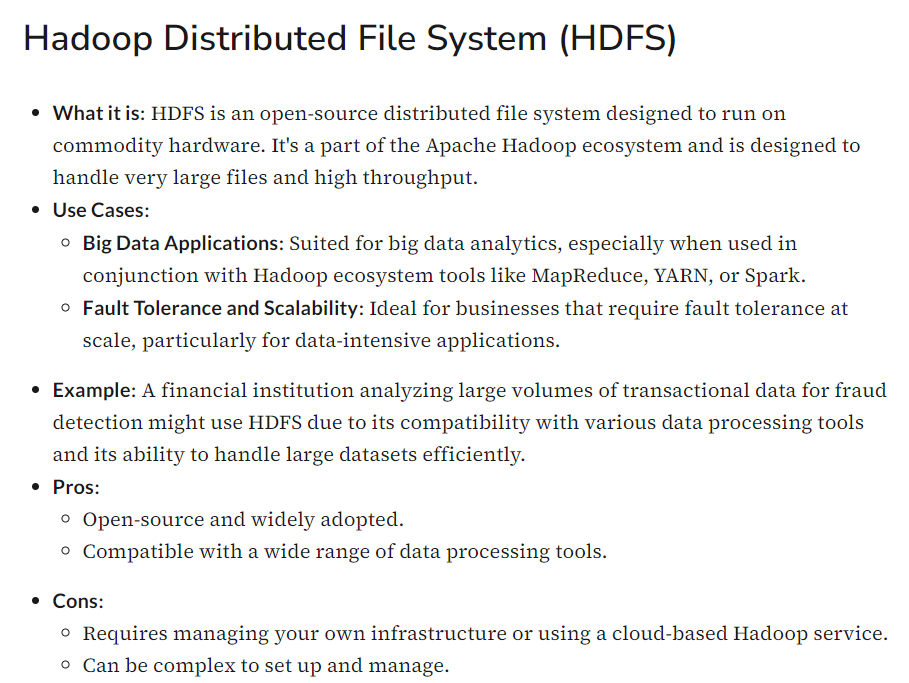 Hadoop Distributed File System (HDFS)
• What it is: HDFS is an open-source distributed file system designed to run on
commodity hardware. It's a part of the Apache Hadoop ecosystem and is designed to
handle very large files and high throughput.
• Use Cases:
◦ Big Data Applications: Suited for big data analytics, especially when used in
conjunction with Hadoop ecosystem tools like MapReduce, YARN, or Spark.
◦ Fault Tolerance and Scalability: Ideal for businesses that require fault tolerance at
scale, particularly for data-intensive applications.
• Example: A financial institution analyzing large volumes of transactional data for fraud
detection might use HDFS due to its compatibility with various data processing tools
and its ability to handle large datasets efficiently.
• Pros:
◦ Open-source and widely adopted.
◦ Compatible with a wide range of data processing tools.
• Cons:
◦ Requires managing your own infrastructure or using a cloud-based Hadoop service.
◦ Can be complex to set up and manage.